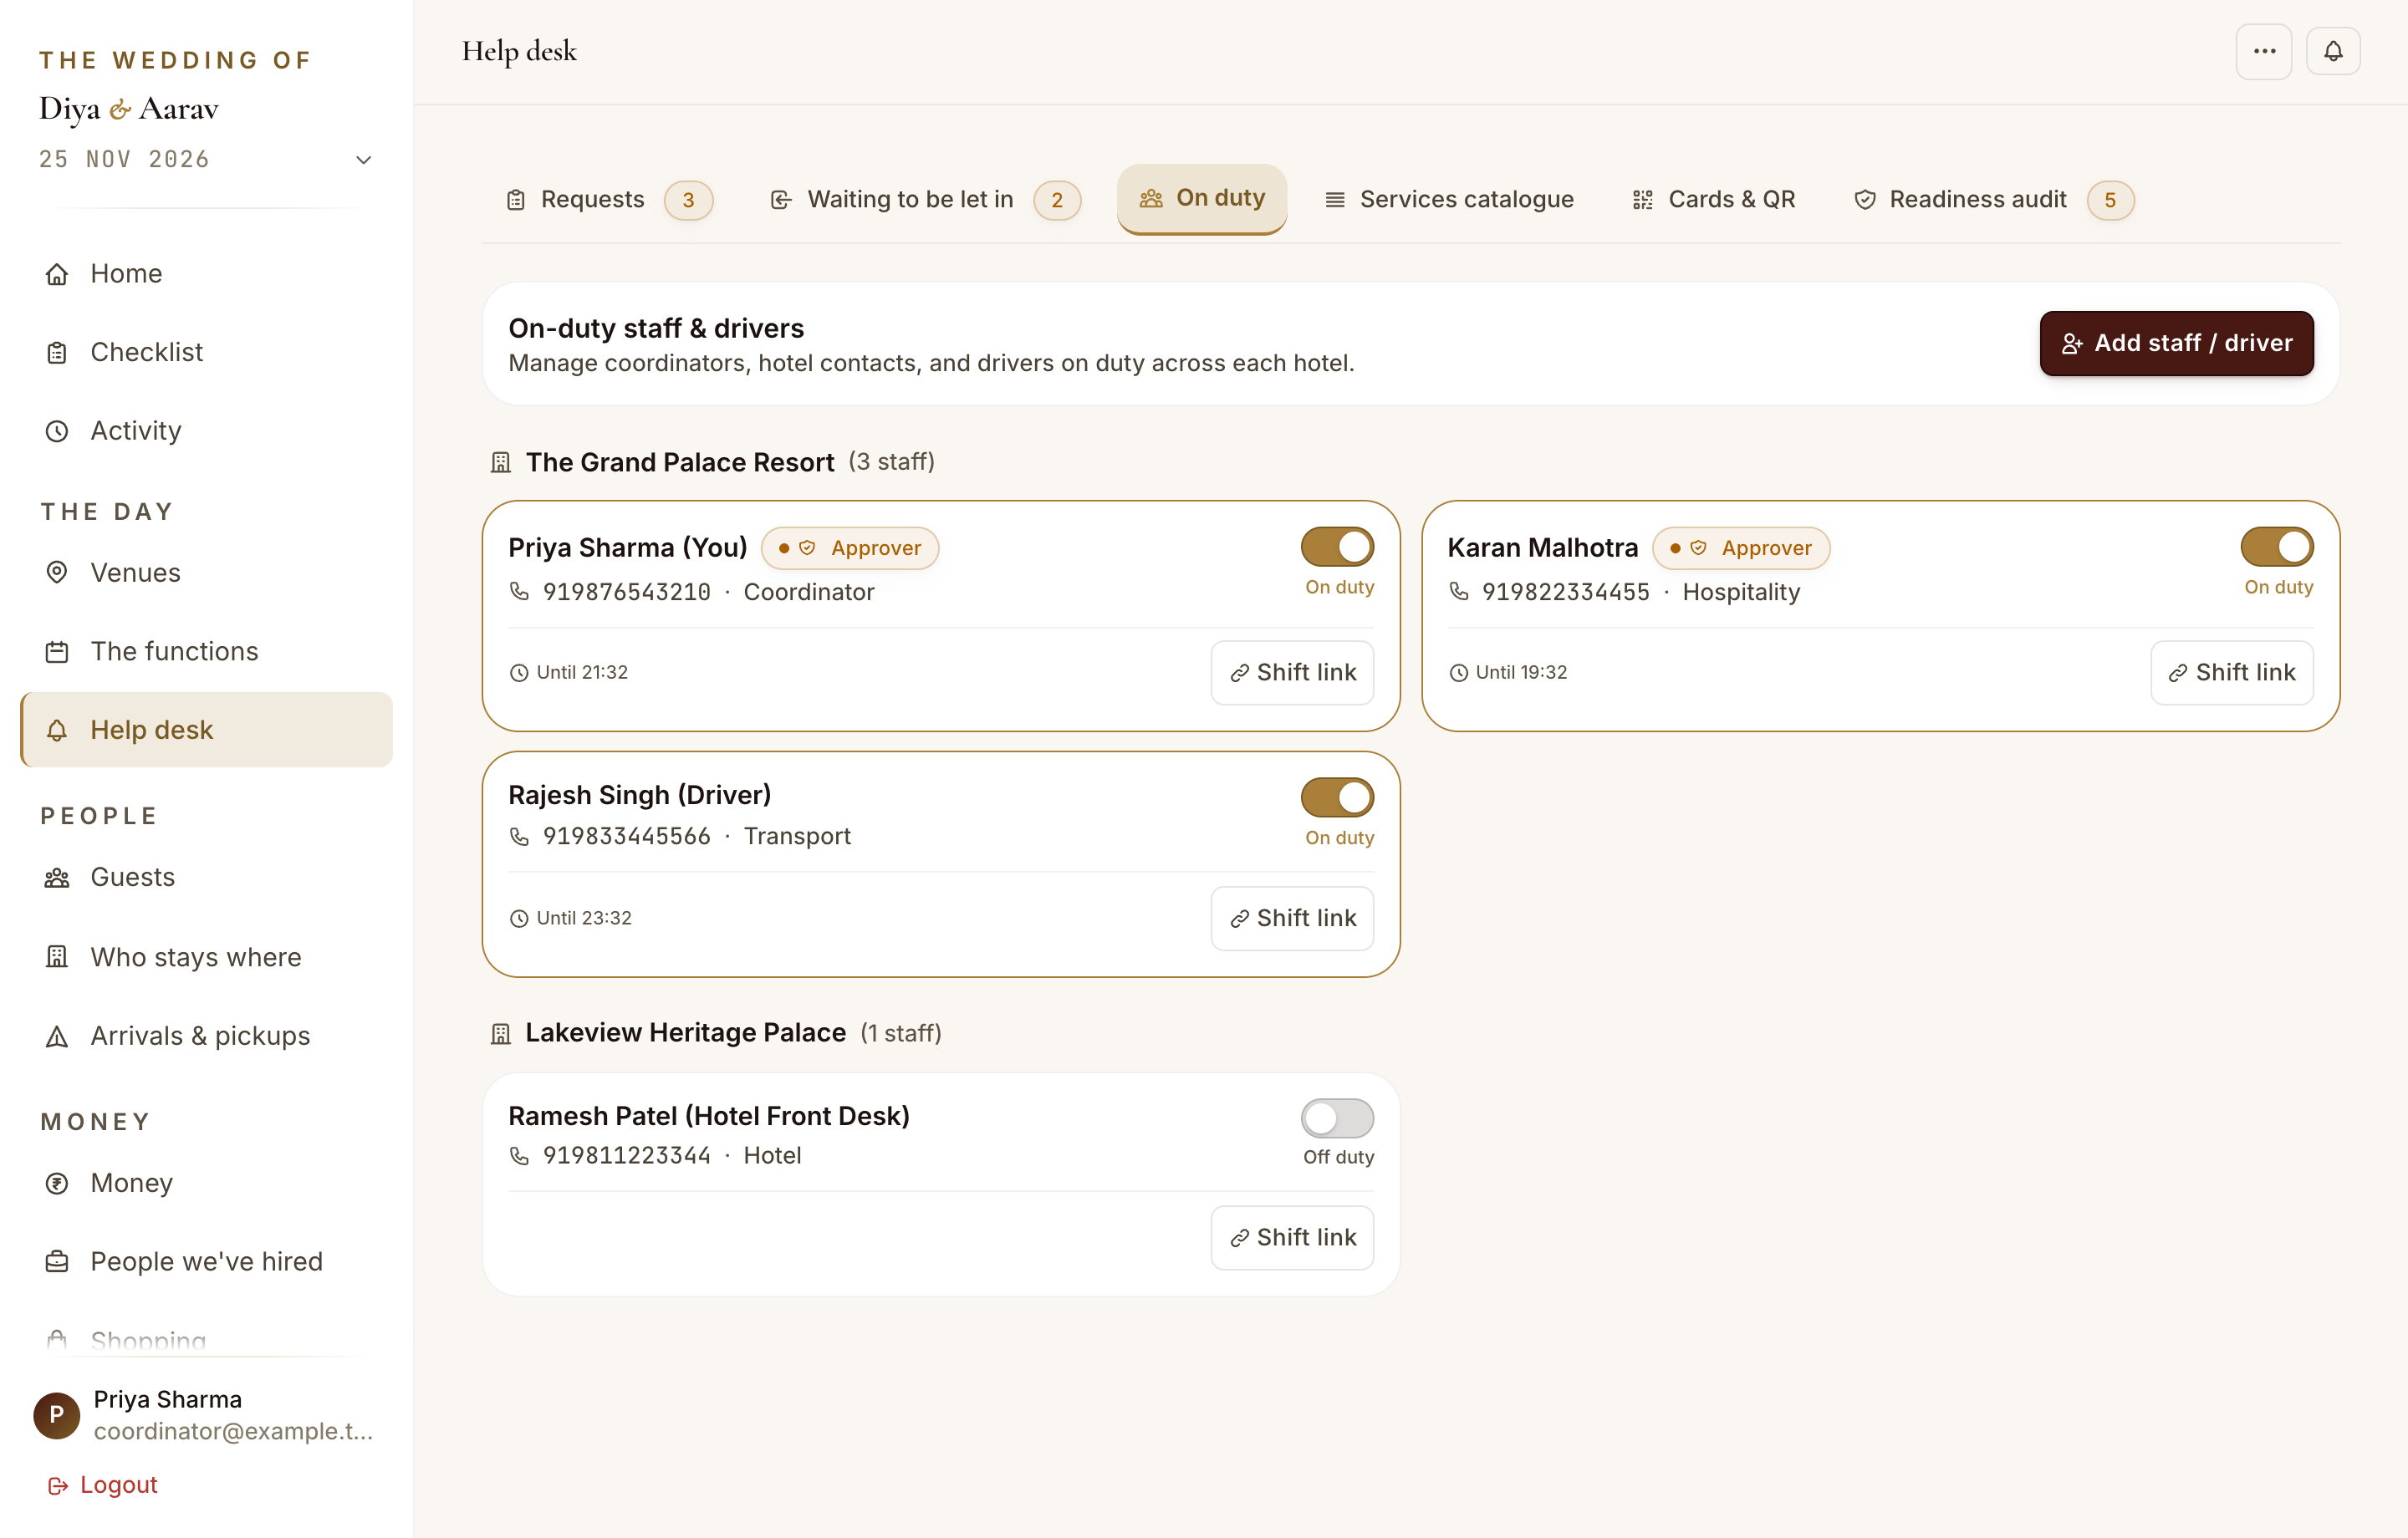 THE WEDDING OF
Diya & Aarav
25 NOV 2026
Home
Checklist
Activity
THE DAY
Venues
The functions
Help desk
PEOPLE
Guests
Who stays where
Arrivals & pickups
MONEY
Money
People we've hired
Shopping
P
Priya Sharma
coordinator@example.t...
Logout
Help desk
Requests 3
Waiting to be let in 2
On duty
Services catalogue
Cards & QR
Readiness audit 5
On-duty staff & drivers
Manage coordinators, hotel contacts, and drivers on duty across each hotel.
Add staff / driver
The Grand Palace Resort (3 staff)
Priya Sharma (You) Approver
919876543210 · Coordinator
On duty
Until 21:32
Shift link
Karan Malhotra Approver
919822334455 · Hospitality
On duty
Until 19:32
Shift link
Rajesh Singh (Driver)
919833445566 · Transport
On duty
Until 23:32
Shift link
Lakeview Heritage Palace (1 staff)
Ramesh Patel (Hotel Front Desk)
919811223344 · Hotel
Off duty
Shift link